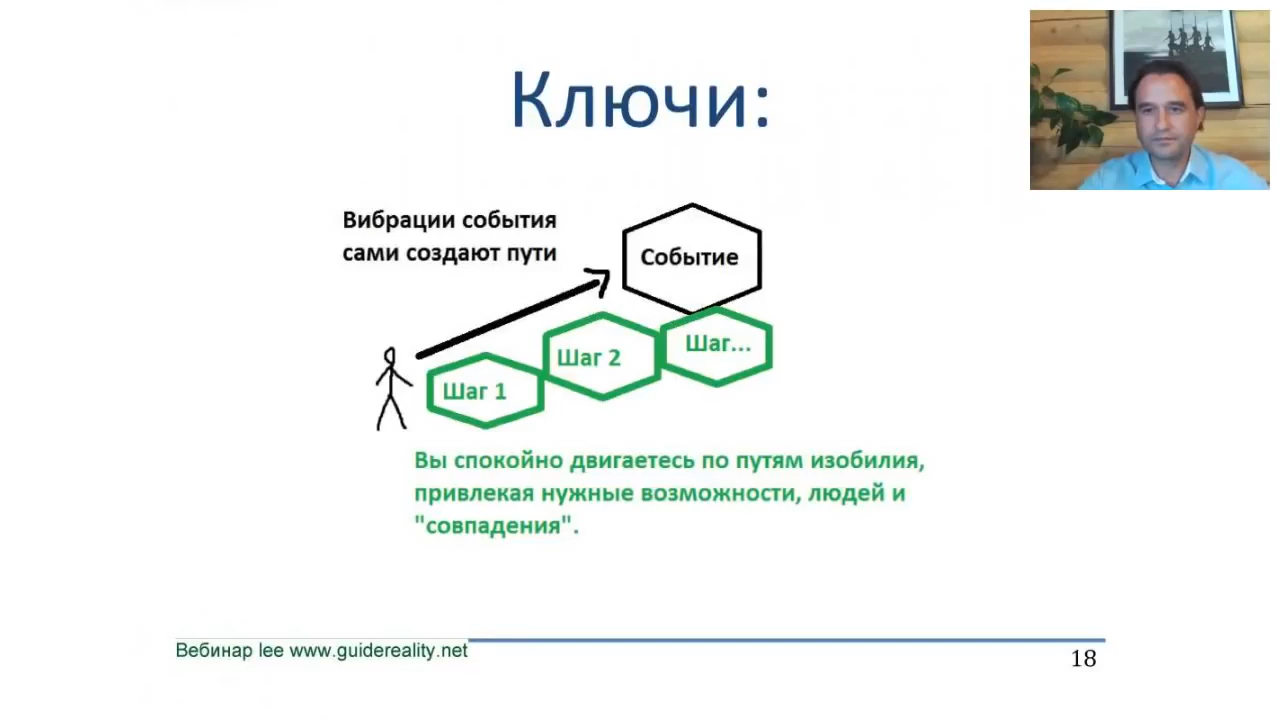 Ключи:
Вибрации события
сами создают пути
Событие
Шаг 1
Шаг 2
Шаг...
Вы спокойно двигаетесь по путям изобилия,
привлекая нужные возможности, людей и
"совпадения".
Вебинар lee www.guidereality.net
18